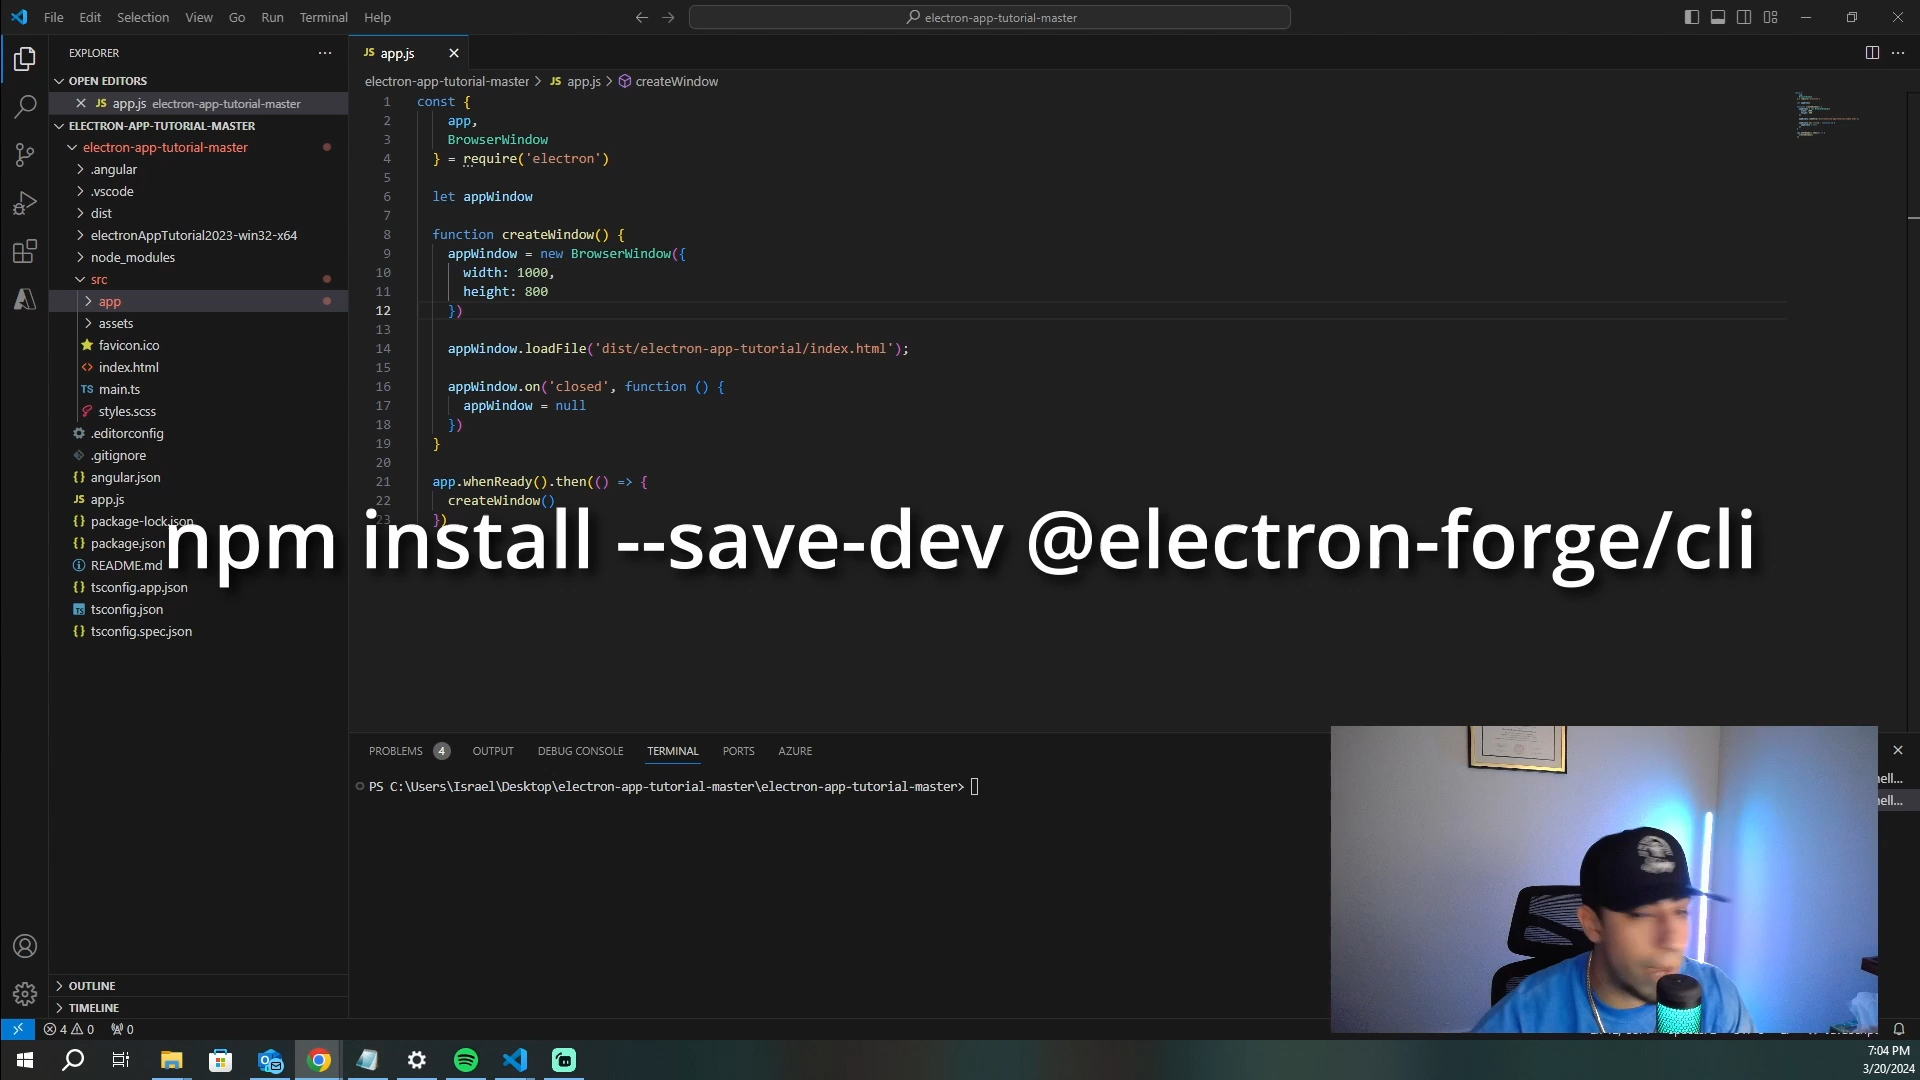 File Edit Selection View Go Run Terminal Help
electron-app-tutorial-master
EXPLORER
OPEN EDITORS
JS app.js electron-app-tutorial-master
ELECTRON-APP-TUTORIAL-MASTER
electron-app-tutorial-master
.angular
.vscode
dist
electronAppTutorial2023-win32-x64
node_modules
src
app
assets
favicon.ico
<> index.html
TS main.ts
styles.scss
.editorconfig
.gitignore
{} angular.json
JS app.js
{} package-lock.json
{} package.json
README.md
{} tsconfig.app.json
TS tsconfig.json
{} tsconfig.spec.json
OUTLINE
TIMELINE
JS app.js
electron-app-tutorial-master > JS app.js > createWindow
1 const {
2 app,
3 BrowserWindow
4 } = require('electron')
5
6 let appWindow
7
8 function createWindow() {
9 appWindow = new BrowserWindow({
10 width: 1000,
11 height: 800
12 })
13
14 appWindow.loadFile('dist/electron-app-tutorial/index.html');
15
16 appWindow.on('closed', function () {
17 appWindow = null
18 })
19 }
20
21 app.whenReady().then(() => {
22 createWindow()
23 })
npm install --save-dev @electron-forge/cli
PROBLEMS 4 OUTPUT DEBUG CONSOLE TERMINAL PORTS AZURE
PS C:\Users\Israel\Desktop\electron-app-tutorial-master\electron-app-tutorial-master>
4 0 0
7:04 PM
3/20/2024